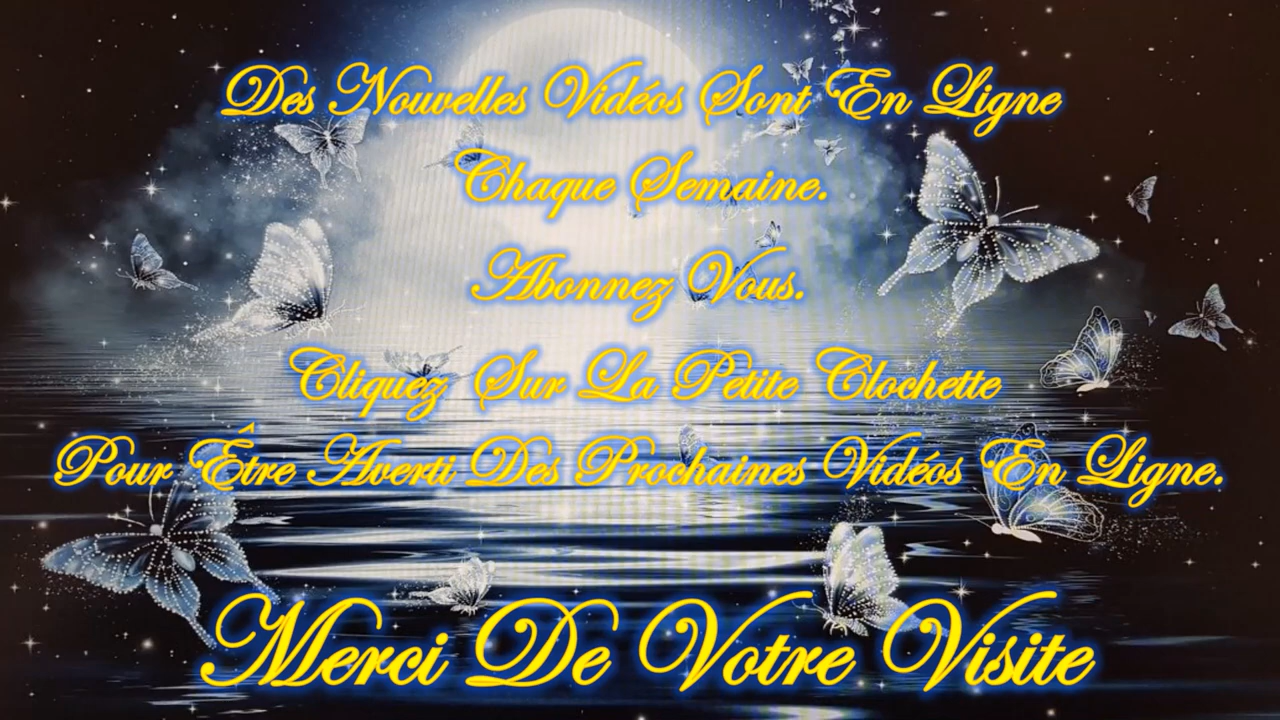 Des Nouvelles Vidéos Sont En Ligne
Chaque Semaine.
Abonnez Vous.
Cliquez Sur La Petite Clochette
Pour Être Averti Des Prochaines Vidéos En Ligne.
Merci De Votre Visite